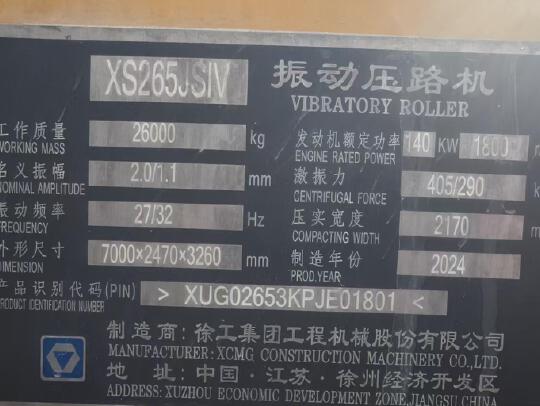 XS265JSIV 振动压路机
VIBRATORY ROLLER
工作质量 26000 kg 发动机额定功率 140 KW 1800
WORKING MASS ENGINE RATED POWER
名义振幅 2.0/1.1 mm 激振力 405/290
NOMINAL AMPLITUDE CENTRIFUGAL FORCE
振动频率 27/32 Hz 压实宽度 2170
FREQUENCY COMPACTING WIDTH
外形尺寸 7000×2470×3260 mm 制造年份 2024
DIMENSION PROD.YEAR
产品识别代码(PIN) > XUG02653KPJE01801 <
PRODUCT IDENTIFICATION NUMBER
制造商: 徐工集团工程机械股份有限公司
MANUFACTURER: XCMG CONSTRUCTION MACHINERY CO.,LTD.
地 址: 中国·江苏·徐州经济开发区
ADDRESS: XUZHOU ECONOMIC DEVELOPMENT ZONE,JIANGSU CHINA